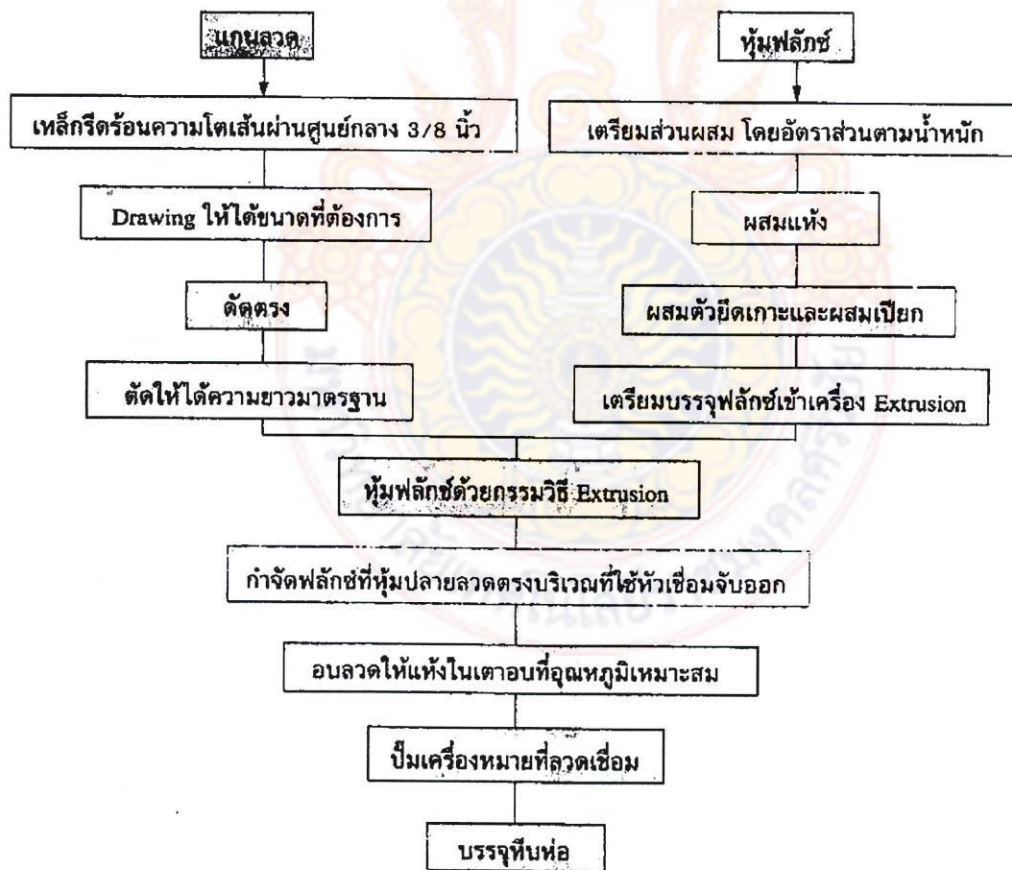 แกนลวด
เหล็กรีดร้อนความโตเส้นผ่านศูนย์กลาง 3/8 นิ้ว
Drawing ให้ได้ขนาดที่ต้องการ
ดัดตรง
ตัดให้ได้ความยาวมาตรฐาน
หุ้มฟลักซ์
เตรียมส่วนผสม โดยอัตราส่วนตามน้ำหนัก
ผสมแห้ง
ผสมตัวยึดเกาะและผสมเปียก
เตรียมบรรจุฟลักซ์เข้าเครื่อง Extrusion
หุ้มฟลักซ์ด้วยกรรมวิธี Extrusion
กำจัดฟลักซ์ที่หุ้มปลายลวดตรงบริเวณที่ใช้หัวเชื่อมจับออก
อบลวดให้แห้งในเตาอบที่อุณหภูมิเหมาะสม
ปั๊มเครื่องหมายที่ลวดเชื่อม
บรรจุหีบห่อ